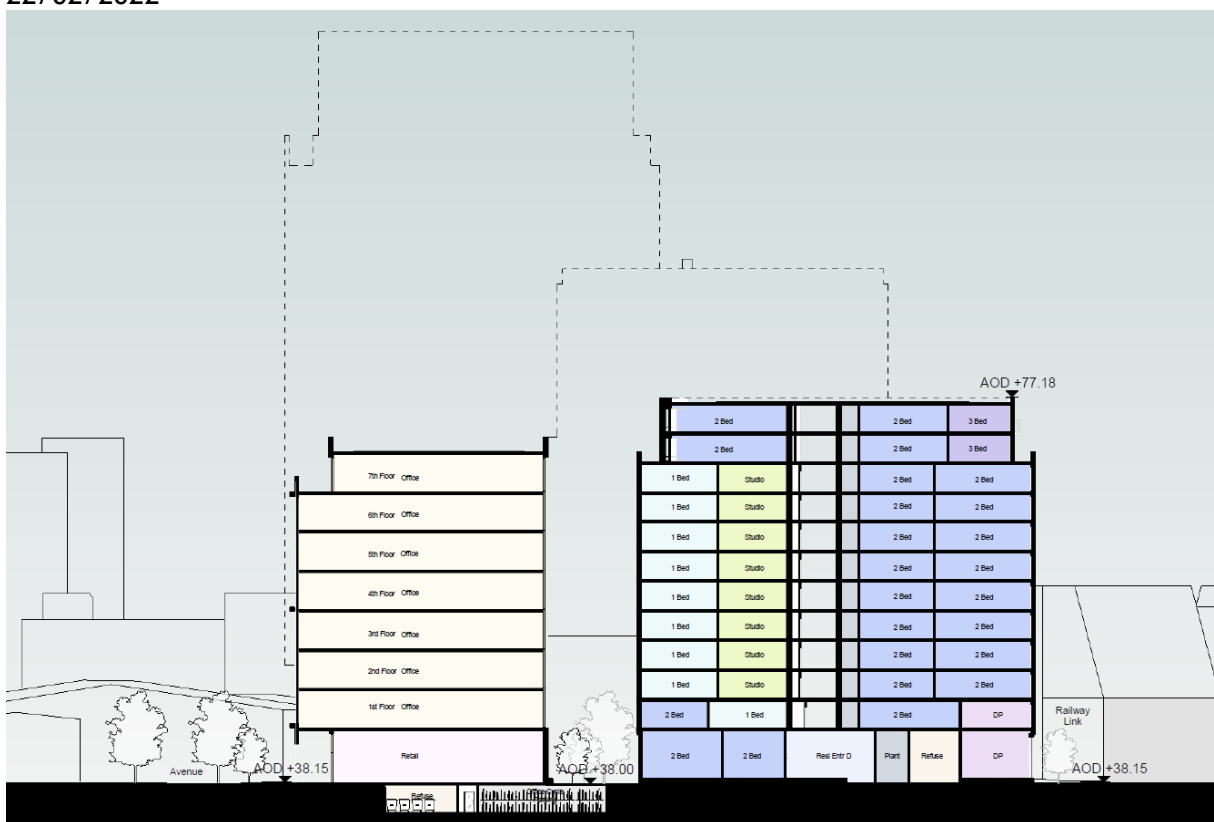 AOD +77.18
2 Bed 2 Bed 3 Bed
7th Floor Office 2 Bed 2 Bed 3 Bed
1 Bed Studio 2 Bed 2 Bed
6th Floor Office 1 Bed Studio 2 Bed 2 Bed
5th Floor Office 1 Bed Studio 2 Bed 2 Bed
1 Bed Studio 2 Bed 2 Bed
4th Floor Office 1 Bed Studio 2 Bed 2 Bed
3rd Floor Office 1 Bed Studio 2 Bed 2 Bed
1 Bed Studio 2 Bed 2 Bed
2nd Floor Office 1 Bed Studio 2 Bed 2 Bed
1st Floor Office 2 Bed 1 Bed 2 Bed DP Railway
Link
Retail 2 Bed 2 Bed Resi Entr D Plant Refuse DP
Avenue AOD +38.15 AOD +38.00 AOD +38.15
Refuse